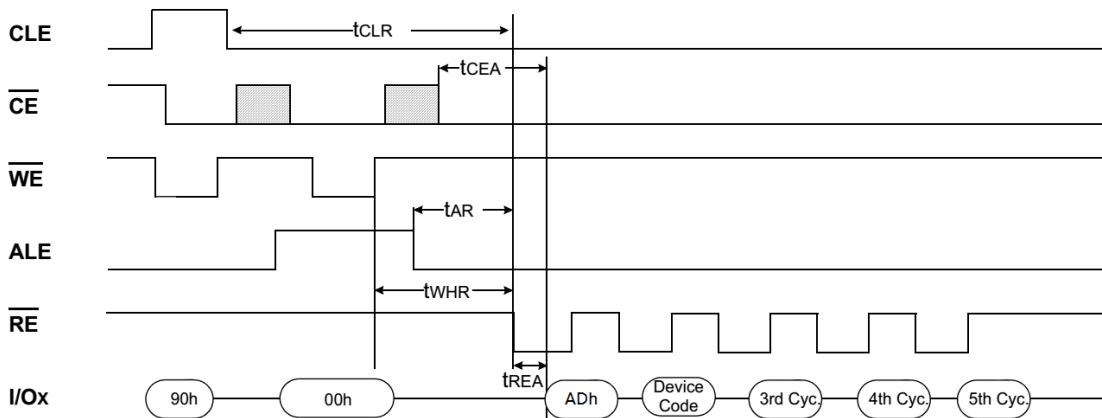 CLE
tCLR
tCEA
CE
WE
tAR
ALE
tWHR
RE
tREA
I/Ox
90h
00h
ADh
Device
Code
3rd Cyc.
4th Cyc.
5th Cyc.